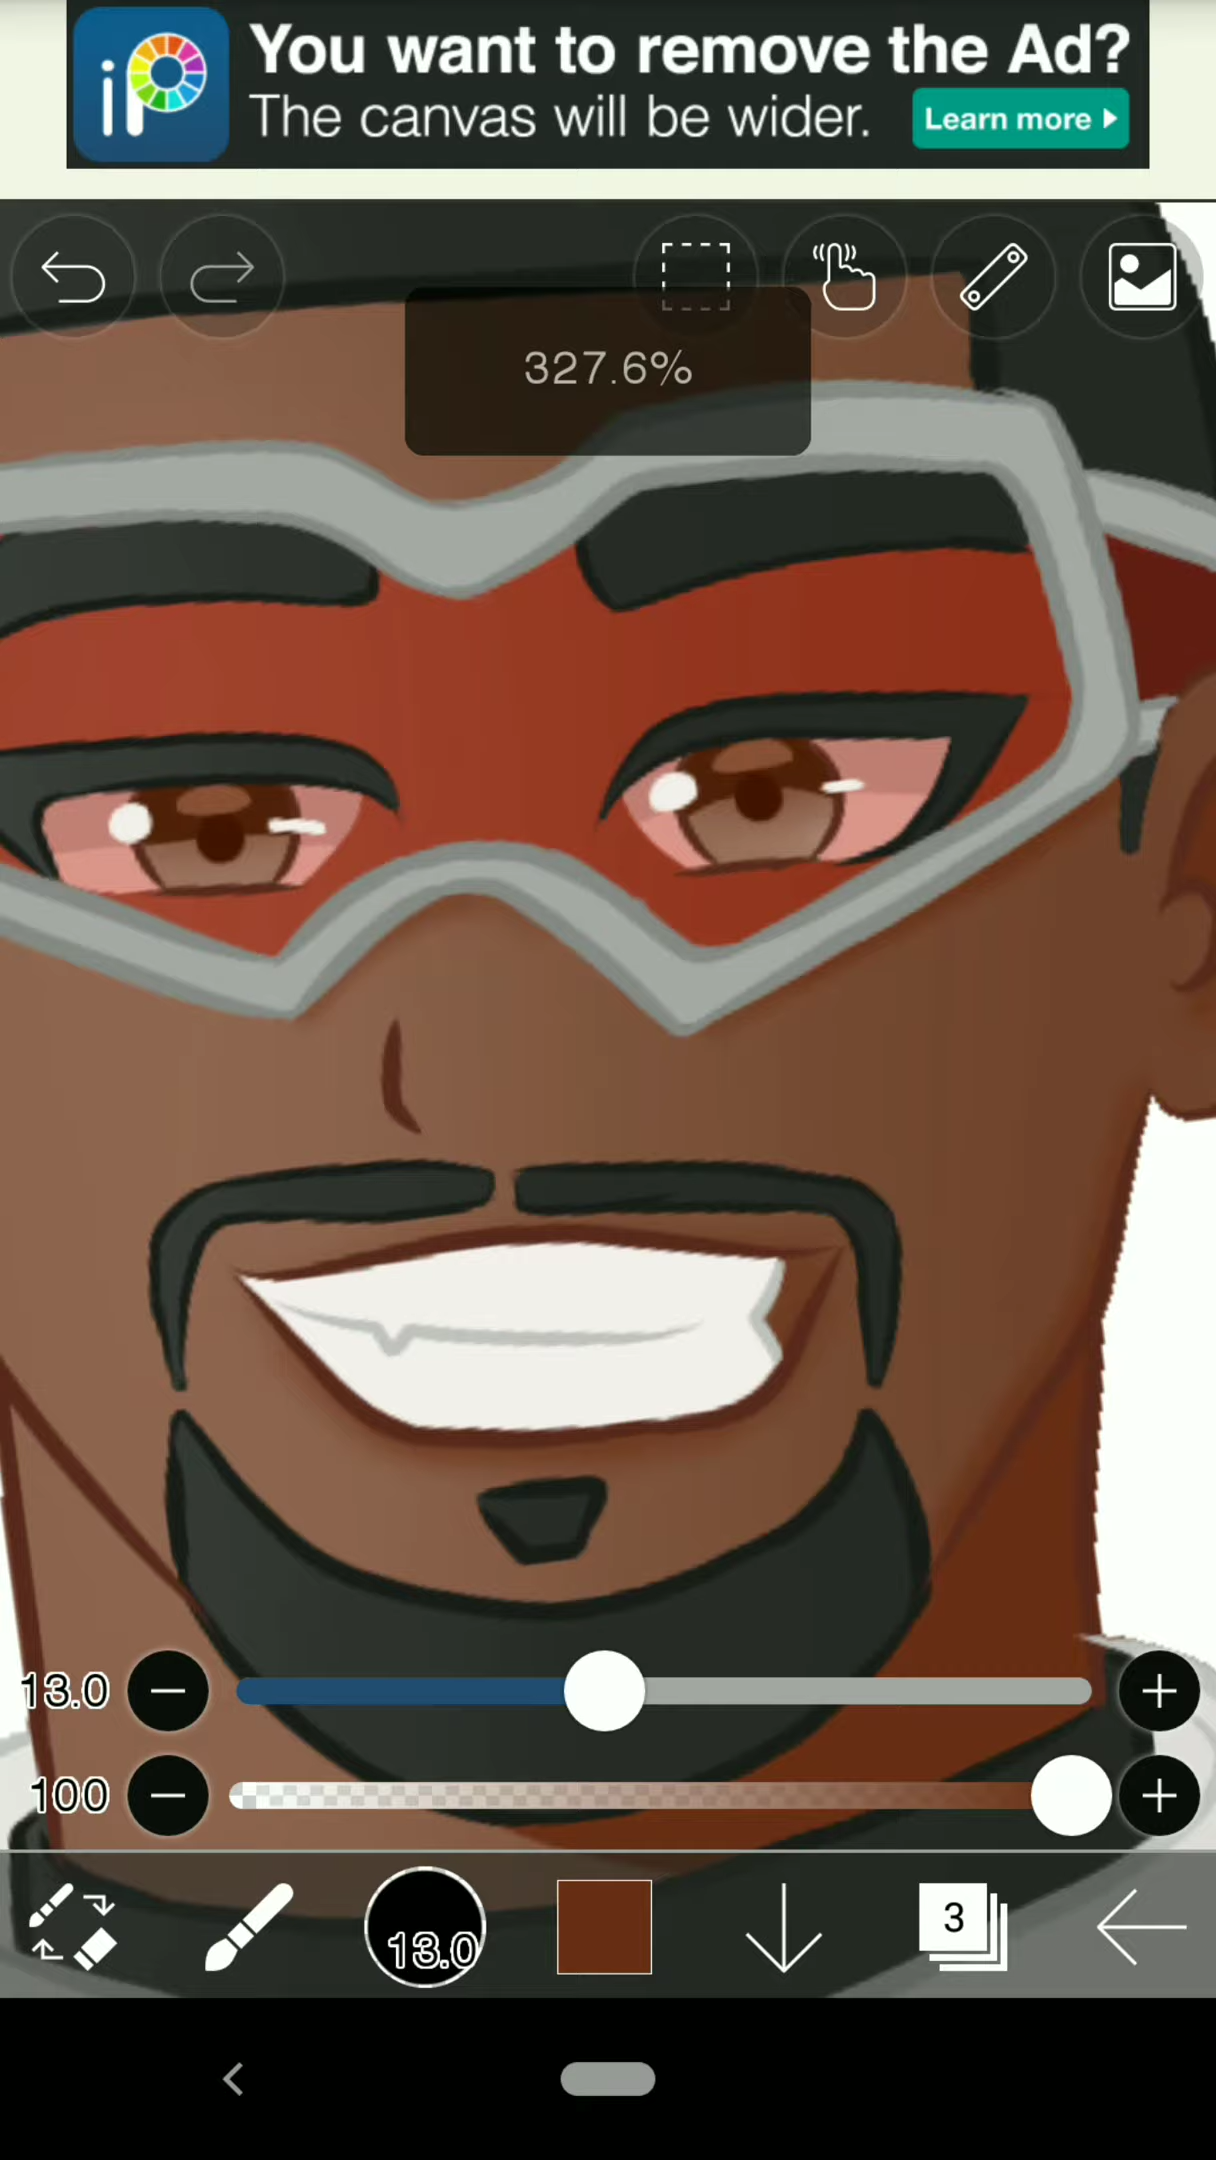 iP
You want to remove the Ad?
The canvas will be wider.
Learn more
327.6%
13.0
100
13.0
3